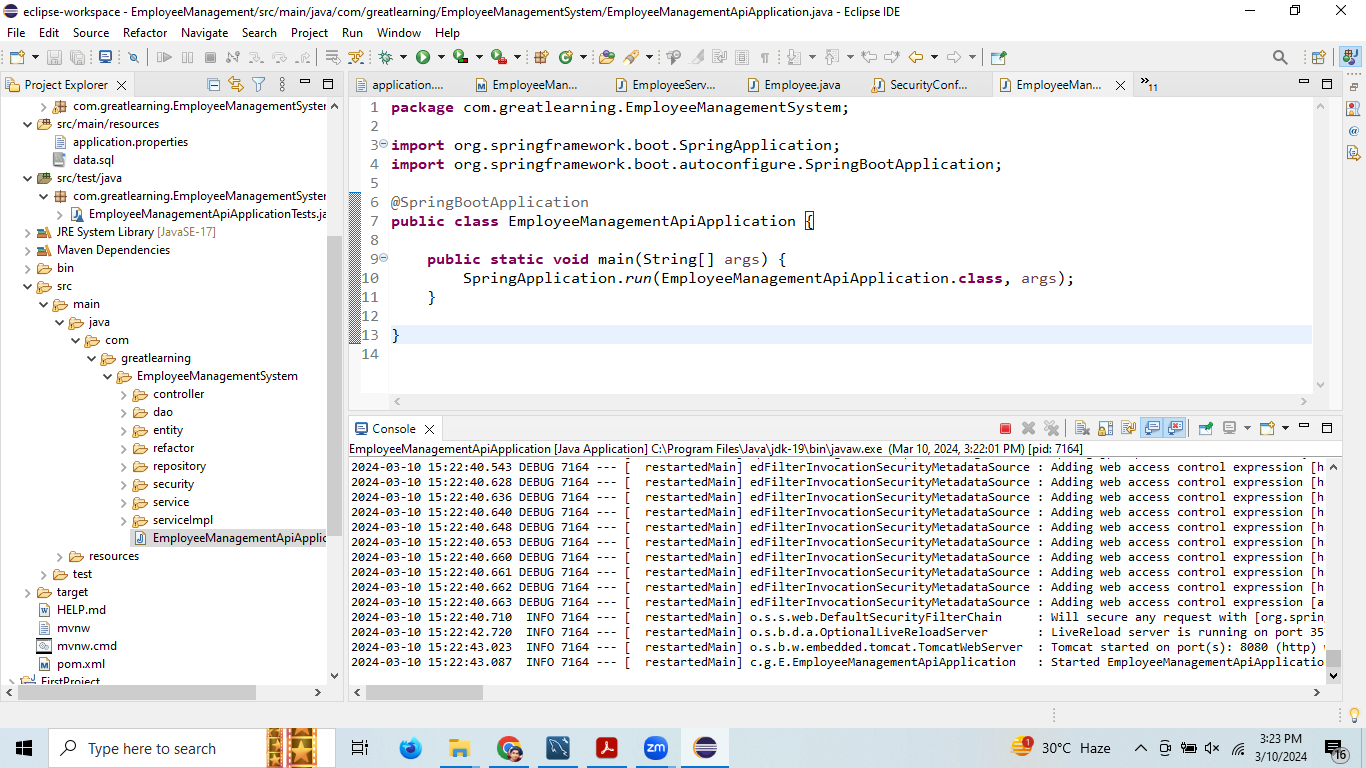 eclipse-workspace - EmployeeManagement/src/main/java/com/greatlearning/EmployeeManagementSystem/EmployeeManagementApiApplication.java - Eclipse IDE
File Edit Source Refactor Navigate Search Project Run Window Help
Project Explorer
com.greatlearning.EmployeeManagementSyster
src/main/resources
application.properties
data.sql
src/test/java
com.greatlearning.EmployeeManagementSyster
EmployeeManagementApiApplicationTests.ja
JRE System Library [JavaSE-17]
Maven Dependencies
bin
src
main
java
com
greatlearning
EmployeeManagementSystem
controller
dao
entity
refactor
repository
security
service
serviceImpl
EmployeeManagementApiApplic
resources
test
target
HELP.md
mvnw
mvnw.cmd
pom.xml
FirstProject
application.... EmployeeMan... EmployeeServ... Employee.java SecurityConf... EmployeeMan... 11
1 package com.greatlearning.EmployeeManagementSystem;
2
3 import org.springframework.boot.SpringApplication;
4 import org.springframework.boot.autoconfigure.SpringBootApplication;
5
6 @SpringBootApplication
7 public class EmployeeManagementApiApplication {
8
9 public static void main(String[] args) {
10 SpringApplication.run(EmployeeManagementApiApplication.class, args);
11 }
12
13 }
14
Console
EmployeeManagementApiApplication [Java Application] C:\Program Files\Java\jdk-19\bin\javaw.exe (Mar 10, 2024, 3:22:01 PM) [pid: 7164]
2024-03-10 15:22:40.543 DEBUG 7164 --- [ restartedMain] edFilterInvocationSecurityMetadataSource : Adding web access control expression [h
2024-03-10 15:22:40.628 DEBUG 7164 --- [ restartedMain] edFilterInvocationSecurityMetadataSource : Adding web access control expression [h
2024-03-10 15:22:40.636 DEBUG 7164 --- [ restartedMain] edFilterInvocationSecurityMetadataSource : Adding web access control expression [h
2024-03-10 15:22:40.640 DEBUG 7164 --- [ restartedMain] edFilterInvocationSecurityMetadataSource : Adding web access control expression [h
2024-03-10 15:22:40.648 DEBUG 7164 --- [ restartedMain] edFilterInvocationSecurityMetadataSource : Adding web access control expression [h
2024-03-10 15:22:40.653 DEBUG 7164 --- [ restartedMain] edFilterInvocationSecurityMetadataSource : Adding web access control expression [h
2024-03-10 15:22:40.660 DEBUG 7164 --- [ restartedMain] edFilterInvocationSecurityMetadataSource : Adding web access control expression [h
2024-03-10 15:22:40.661 DEBUG 7164 --- [ restartedMain] edFilterInvocationSecurityMetadataSource : Adding web access control expression [h
2024-03-10 15:22:40.662 DEBUG 7164 --- [ restartedMain] edFilterInvocationSecurityMetadataSource : Adding web access control expression [h
2024-03-10 15:22:40.663 DEBUG 7164 --- [ restartedMain] edFilterInvocationSecurityMetadataSource : Adding web access control expression [a
2024-03-10 15:22:40.710 INFO 7164 --- [ restartedMain] o.s.s.web.DefaultSecurityFilterChain : Will secure any request with [org.sprin
2024-03-10 15:22:42.720 INFO 7164 --- [ restartedMain] o.s.b.d.a.OptionalLiveReloadServer : LiveReload server is running on port 35
2024-03-10 15:22:43.023 INFO 7164 --- [ restartedMain] o.s.b.w.embedded.tomcat.TomcatWebServer : Tomcat started on port(s): 8080 (http)
2024-03-10 15:22:43.087 INFO 7164 --- [ restartedMain] c.g.E.EmployeeManagementApiApplication : Started EmployeeManagementApiApplicatio
Type here to search
zm
1
30°C Haze
3:23 PM
3/10/2024
16